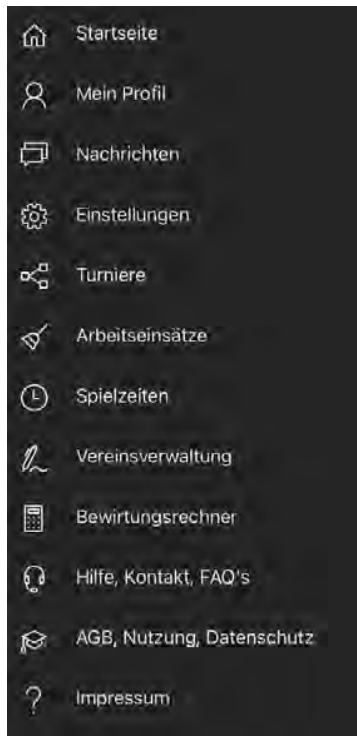 Startseite
Mein Profil
Nachrichten
Einstellungen
Turniere
Arbeitseinsätze
Spielzeiten
Vereinsverwaltung
Bewirtungsrechner
Hilfe, Kontakt, FAQ's
AGB, Nutzung, Datenschutz
Impressum